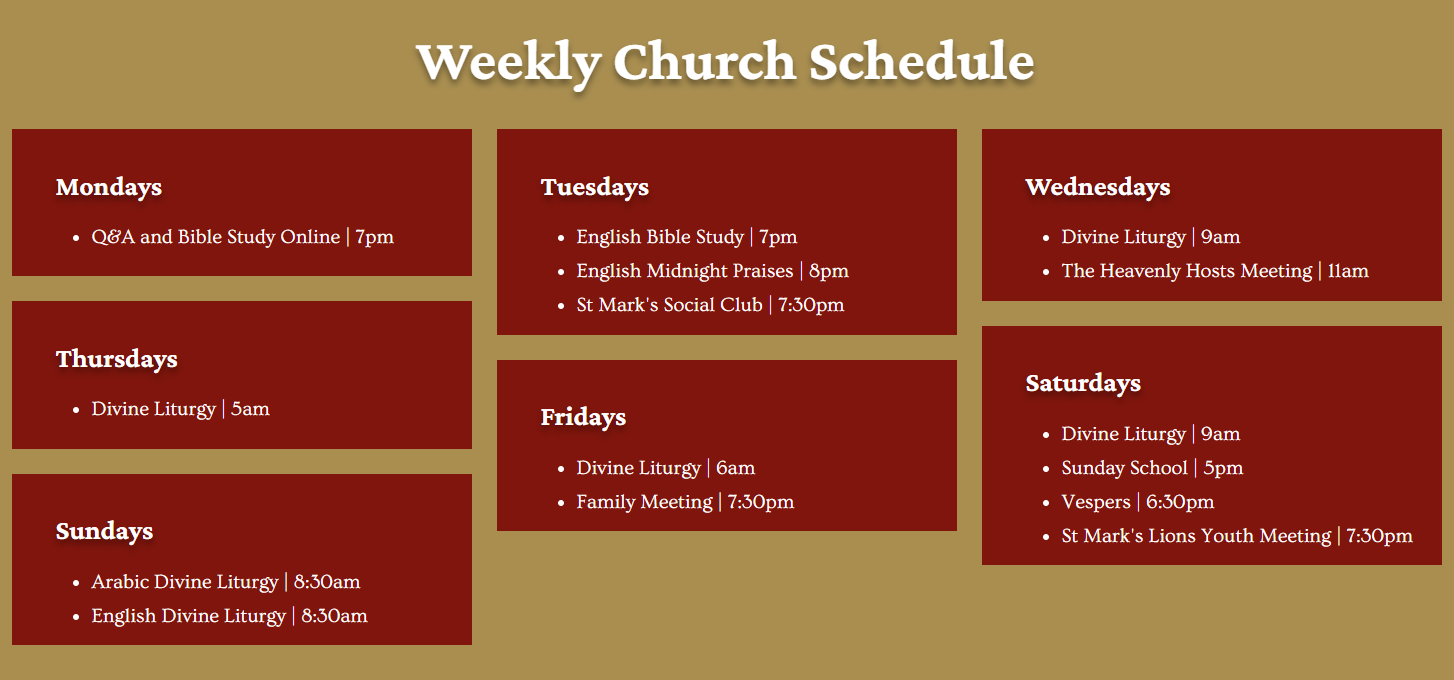 Weekly Church Schedule
Mondays
• Q&A and Bible Study Online | 7pm
Tuesdays
• English Bible Study | 7pm
• English Midnight Praises | 8pm
• St Mark's Social Club | 7:30pm
Wednesdays
• Divine Liturgy | 9am
• The Heavenly Hosts Meeting | 11am
Thursdays
• Divine Liturgy | 5am
Fridays
• Divine Liturgy | 6am
• Family Meeting | 7:30pm
Saturdays
• Divine Liturgy | 9am
• Sunday School | 5pm
• Vespers | 6:30pm
• St Mark's Lions Youth Meeting | 7:30pm
Sundays
• Arabic Divine Liturgy | 8:30am
• English Divine Liturgy | 8:30am